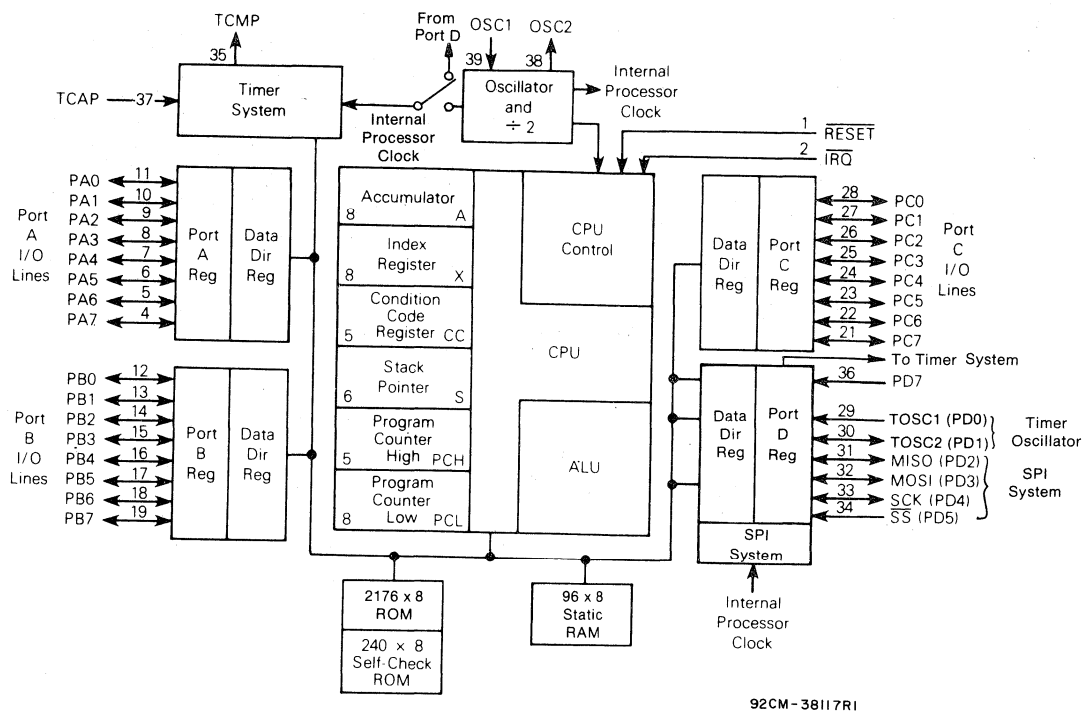 TCMP
35
From
Port D
OSC1
OSC2
39
38
Timer
System
TCAP
37
Oscillator
and
÷ 2
Internal
Processor
Clock
Internal
Processor
Clock
1
RESET
2
IRQ
Port
A
I/O
Lines
PA0 11
PA1 10
PA2 9
PA3 8
PA4 7
PA5 6
PA6 5
PA7 4
Port
A
Reg
Data
Dir
Reg
Port
B
I/O
Lines
PB0 12
PB1 13
PB2 14
PB3 15
PB4 16
PB5 17
PB6 18
PB7 19
Port
B
Reg
Data
Dir
Reg
Accumulator
8 A
Index
Register
8 X
Condition
Code
Register CC
5
Stack
Pointer
6 S
Program
Counter
High PCH
5
Program
Counter
Low PCL
8
CPU
Control
CPU
ALU
Data
Dir
Reg
Port
C
Reg
28 PC0
27 PC1
26 PC2
25 PC3
24 PC4
23 PC5
22 PC6
21 PC7
Port
C
I/O
Lines
To Timer System
36 PD7
Data
Dir
Reg
Port
D
Reg
29 TOSC1 (PD0)
30 TOSC2 (PD1)
Timer
Oscillator
31 MISO (PD2)
32 MOSI (PD3)
33 SCK (PD4)
34 SS (PD5)
SPI
System
SPI
System
Internal
Processor
Clock
2176 x 8
ROM
240 x 8
Self-Check
ROM
96 x 8
Static
RAM
92CM-38117R1